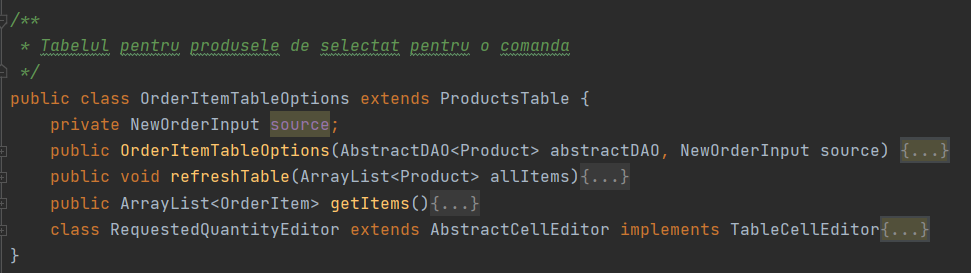 /**
 * Tabelul pentru produsele de selectat pentru o comanda
 */
public class OrderItemTableOptions extends ProductsTable {
    private NewOrderInput source;
    public OrderItemTableOptions(AbstractDAO<Product> abstractDAO, NewOrderInput source) {...}
    public void refreshTable(ArrayList<Product> allItems){...}
    public ArrayList<OrderItem> getItems(){...}
    class RequestedQuantityEditor extends AbstractCellEditor implements TableCellEditor{...}
}